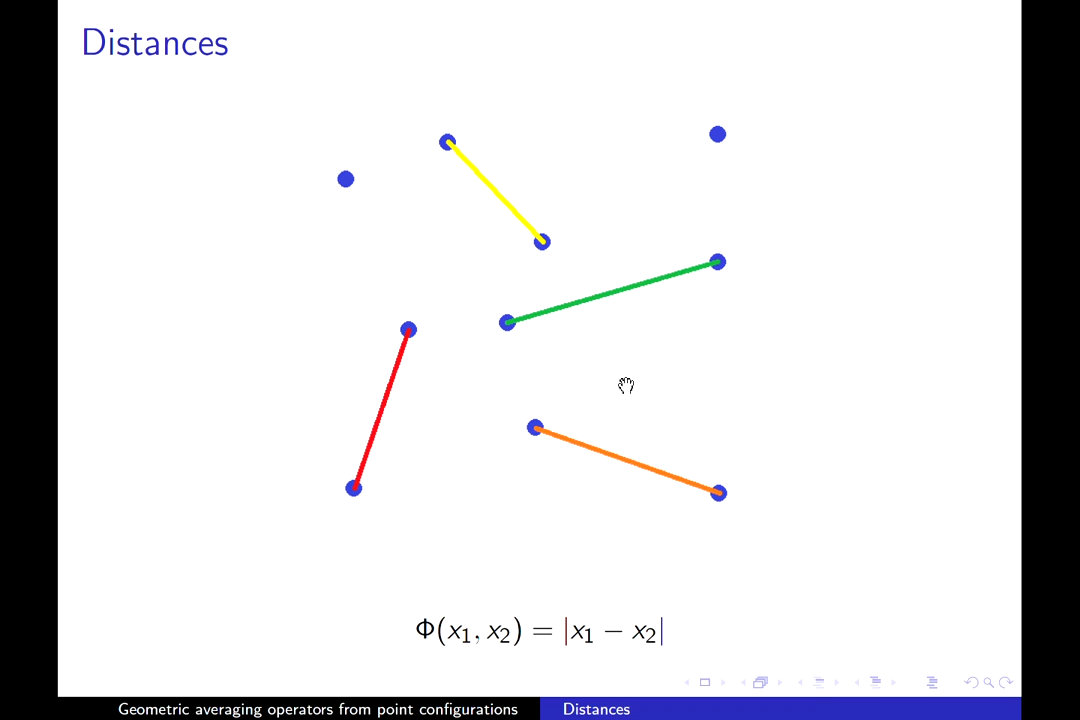 Distances
Φ(x₁, x₂) = |x₁ − x₂|
Geometric averaging operators from point configurations
Distances